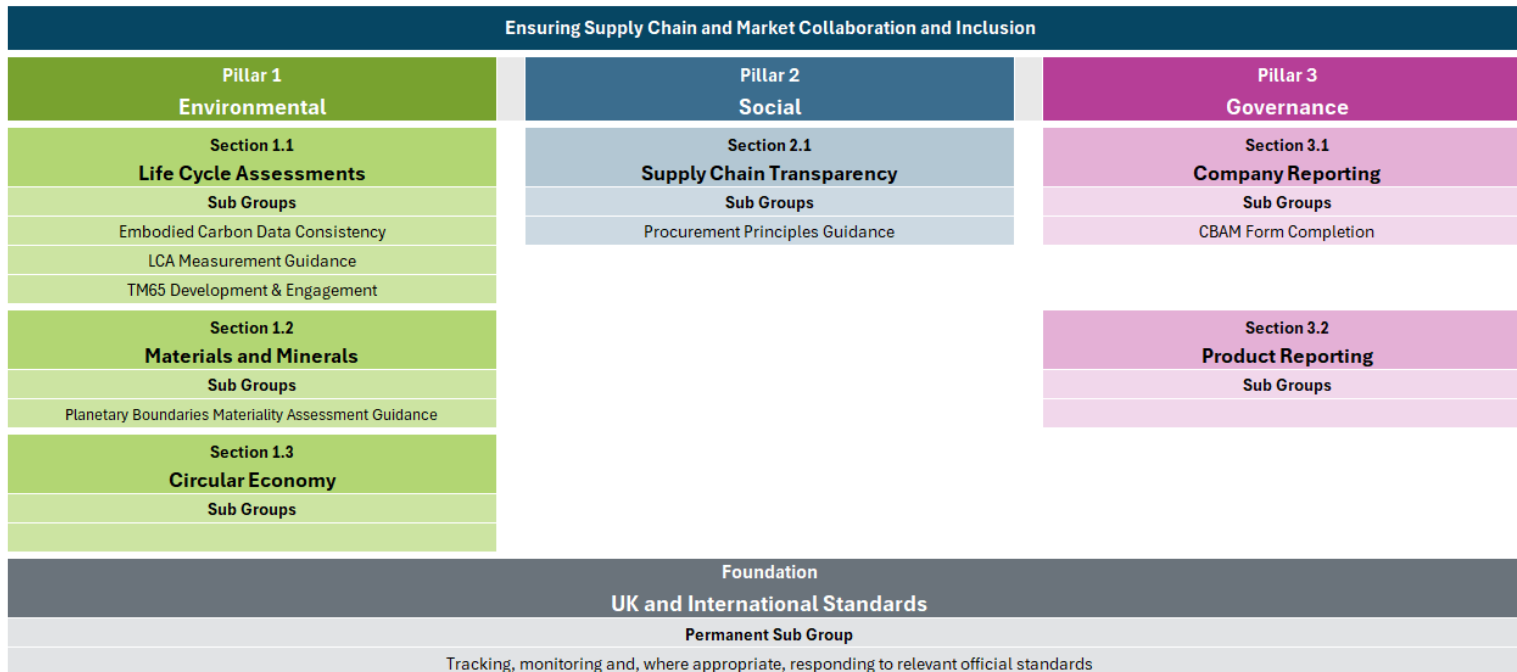 Ensuring Supply Chain and Market Collaboration and Inclusion
Pillar 1
Environmental
Section 1.1
Life Cycle Assessments
Sub Groups
Embodied Carbon Data Consistency
LCA Measurement Guidance
TM65 Development & Engagement
Section 1.2
Materials and Minerals
Sub Groups
Planetary Boundaries Materiality Assessment Guidance
Section 1.3
Circular Economy
Sub Groups
Pillar 2
Social
Section 2.1
Supply Chain Transparency
Sub Groups
Procurement Principles Guidance
Pillar 3
Governance
Section 3.1
Company Reporting
Sub Groups
CBAM Form Completion
Section 3.2
Product Reporting
Sub Groups
Foundation
UK and International Standards
Permanent Sub Group
Tracking, monitoring and, where appropriate, responding to relevant official standards